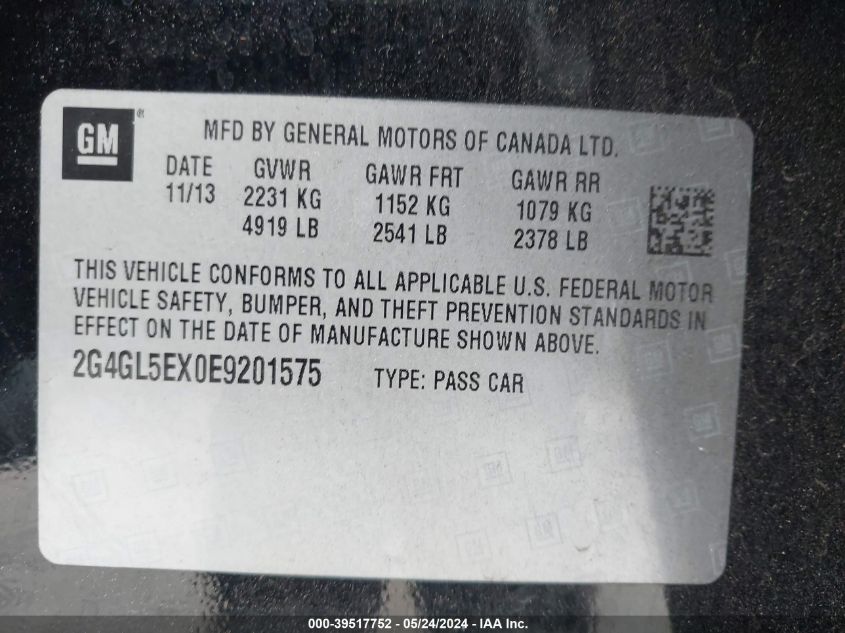 GM ®
MFD BY GENERAL MOTORS OF CANADA LTD.
DATE GVWR GAWR FRT GAWR RR
11/13 2231 KG 1152 KG 1079 KG
4919 LB 2541 LB 2378 LB
THIS VEHICLE CONFORMS TO ALL APPLICABLE U.S. FEDERAL MOTOR
VEHICLE SAFETY, BUMPER, AND THEFT PREVENTION STANDARDS IN
EFFECT ON THE DATE OF MANUFACTURE SHOWN ABOVE.
2G4GL5EX0E9201575 TYPE: PASS CAR
000-39517752 - 05/24/2024 - IAA Inc.